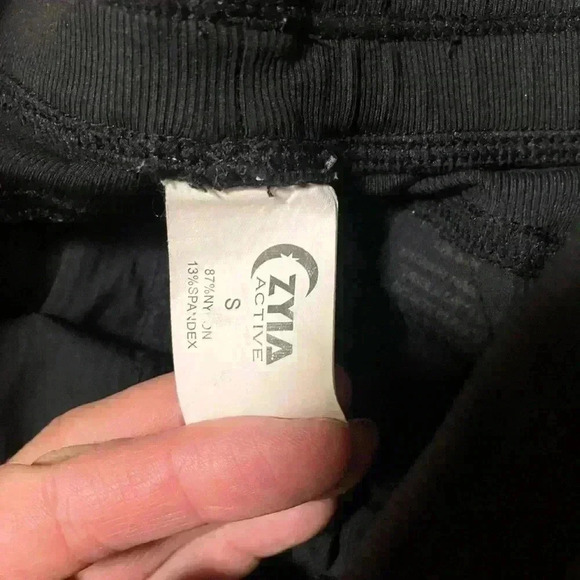 ZYIA
ACTIVE
S
87%NYLON
13%SPANDEX